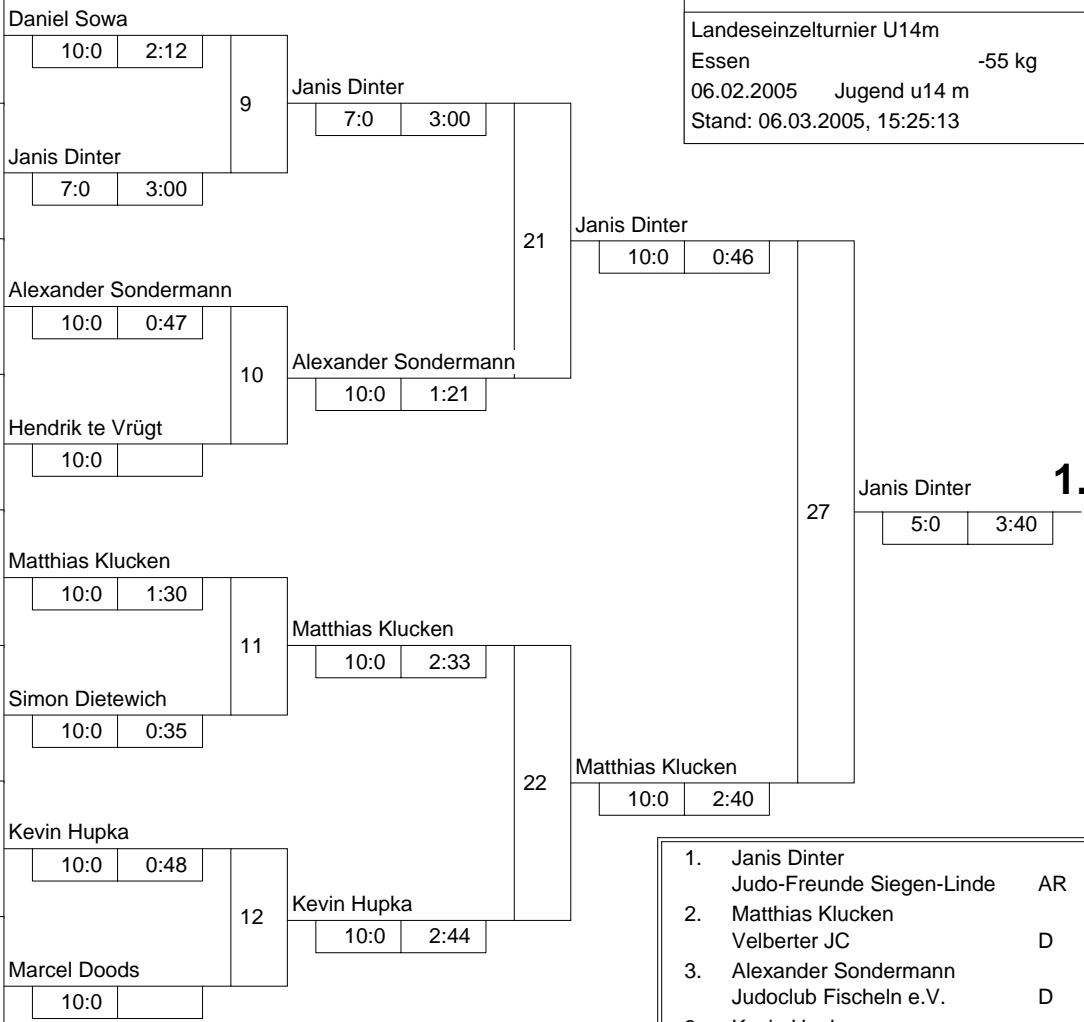 Landeseinzelturnier U14m
Essen -55 kg
06.02.2005 Jugend u14 m
Stand: 06.03.2005, 15:25:13
Daniel Sowa
10:0 2:12
9
Janis Dinter
7:0 3:00
Janis Dinter
7:0 3:00
21
Janis Dinter
10:0 0:46
Alexander Sondermann
10:0 0:47
10
Alexander Sondermann
10:0 1:21
Hendrik te Vrügt
10:0
27
Janis Dinter 1.
5:0 3:40
Matthias Klucken
10:0 1:30
11
Matthias Klucken
10:0 2:33
Simon Dietewich
10:0 0:35
22
Matthias Klucken
10:0 2:40
Kevin Hupka
10:0 0:48
12
Kevin Hupka
10:0 2:44
Marcel Doods
10:0
1. Janis Dinter
Judo-Freunde Siegen-Linde AR
2. Matthias Klucken
Velberter JC D
3. Alexander Sondermann
Judoclub Fischeln e.V. D